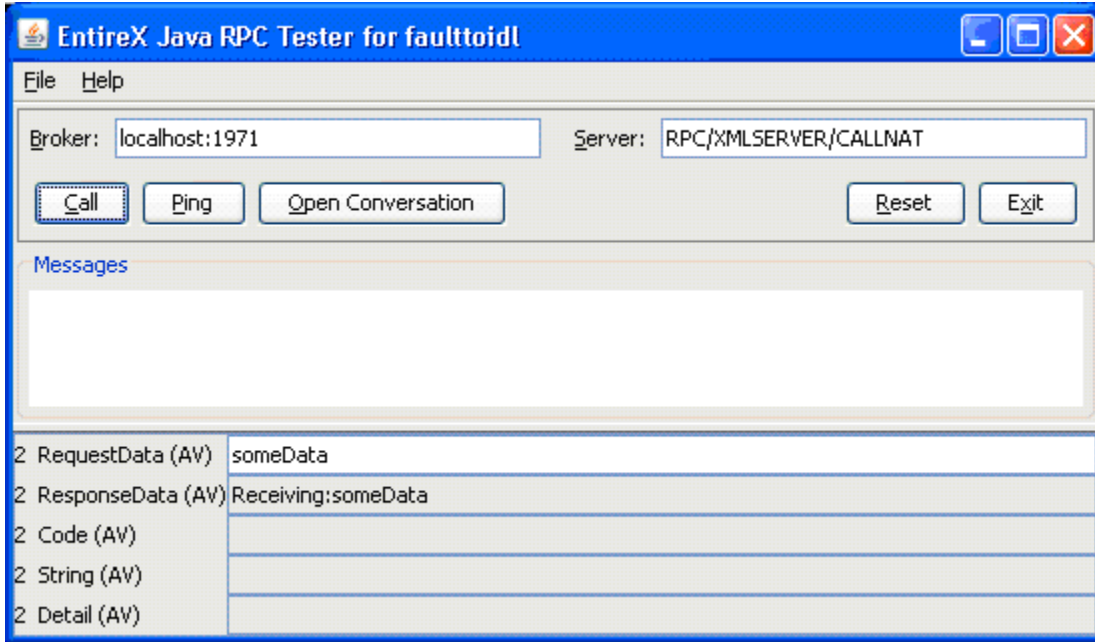 EntireX Java RPC Tester for faulttoidl
File Help
Broker: localhost:1971 Server: RPC/XMLSERVER/CALLNAT
Call Ping Open Conversation Reset Exit
Messages
2 RequestData (AV) someData
2 ResponseData (AV) Receiving:someData
2 Code (AV)
2 String (AV)
2 Detail (AV)